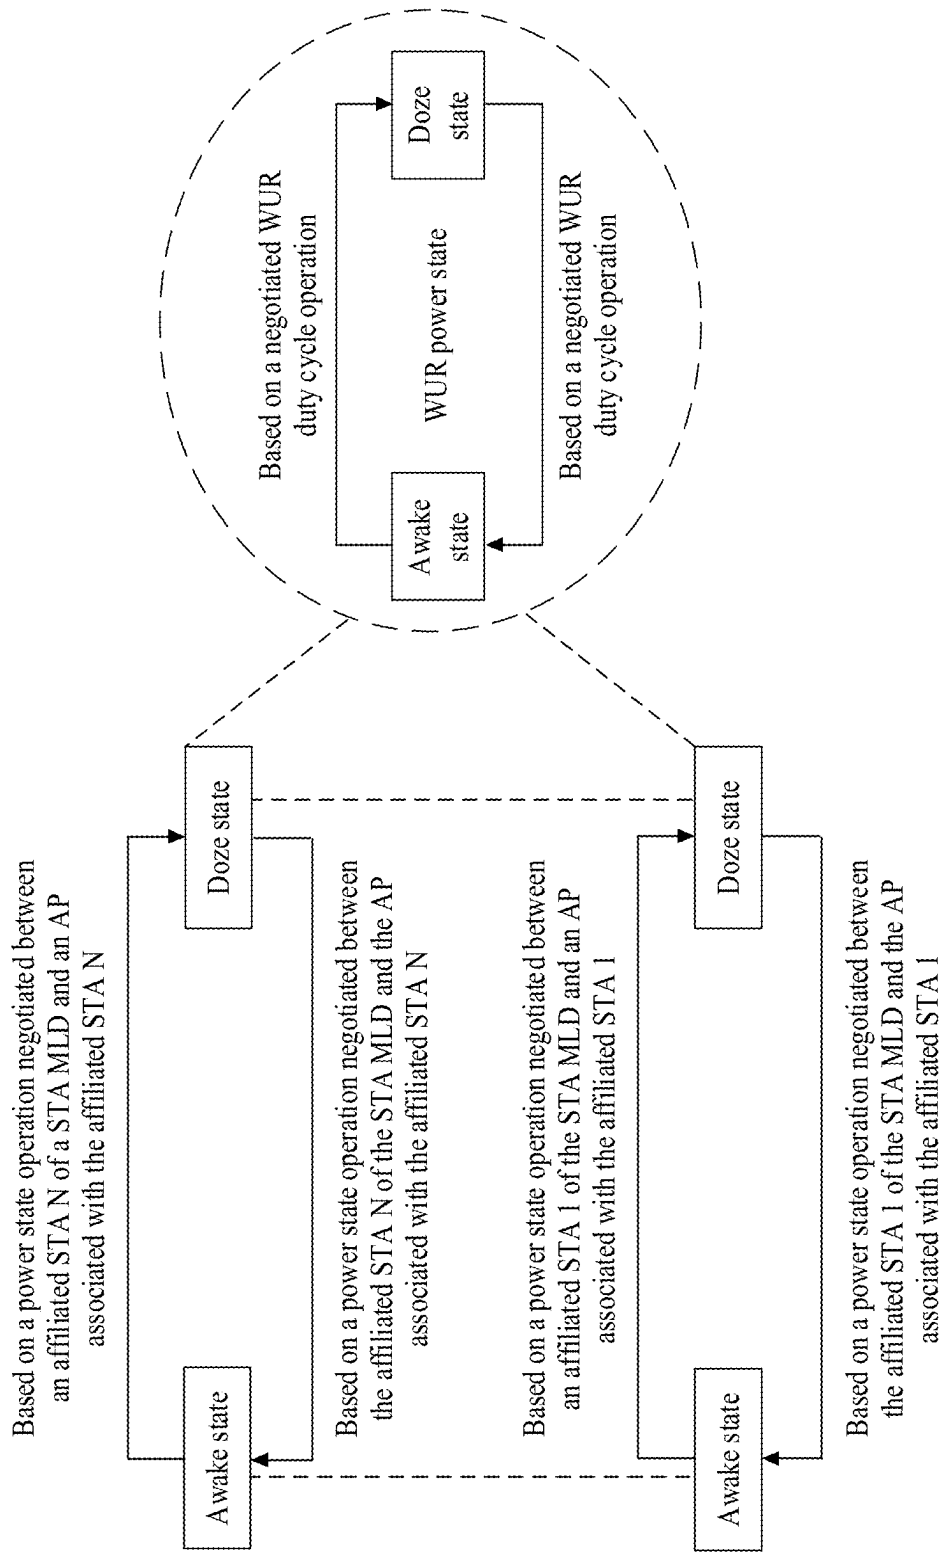 Based on a power state operation negotiated between
an affiliated STA N of a STA MLD and an AP
associated with the affiliated STA N
Awake state
Doze state
Based on a power state operation negotiated between
the affiliated STA N of the STA MLD and the AP
associated with the affiliated STA N
Based on a power state operation negotiated between
an affiliated STA 1 of the STA MLD and an AP
associated with the affiliated STA 1
Awake state
Doze state
Based on a power state operation negotiated between
the affiliated STA 1 of the STA MLD and the AP
associated with the affiliated STA 1
Based on a negotiated WUR
duty cycle operation
Awake
state
WUR power state
Doze
state
Based on a negotiated WUR
duty cycle operation